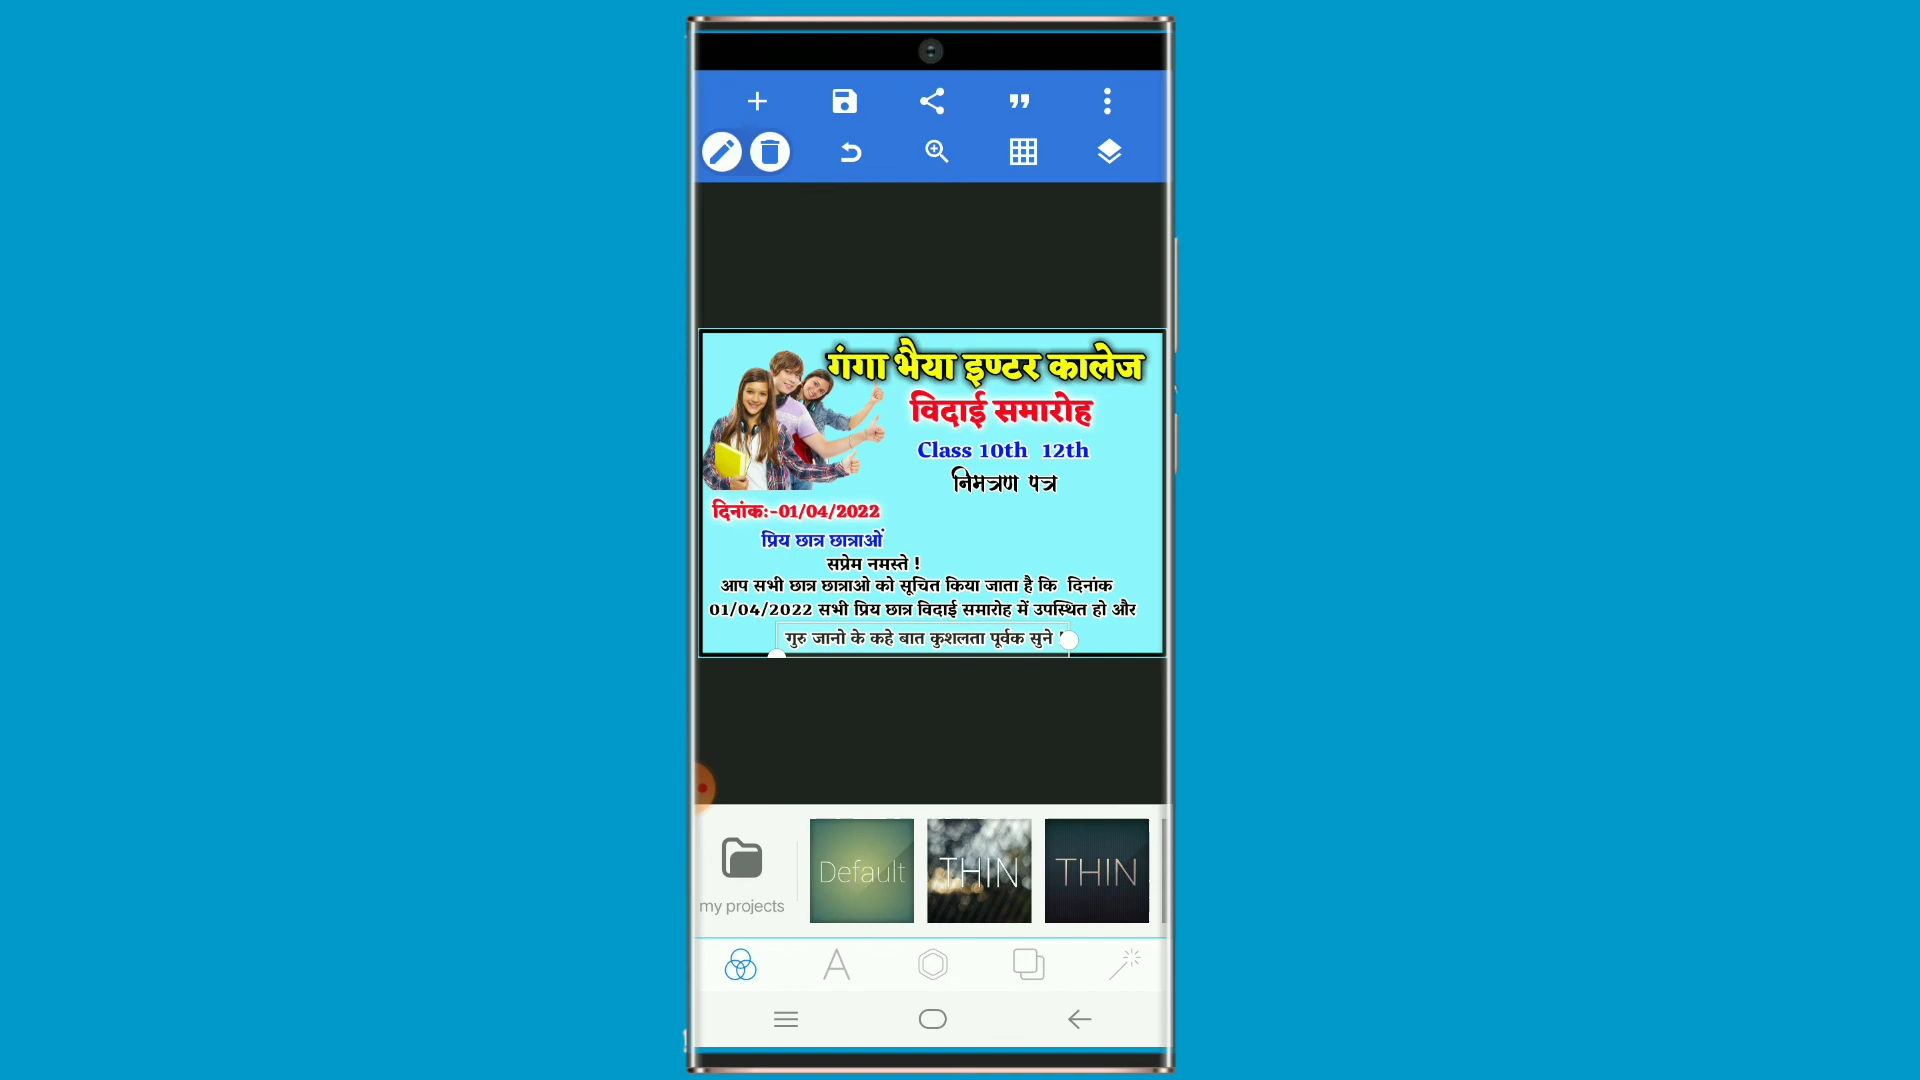 गंगा भैया इण्टर कालेज
विदाई समारोह
Class 10th 12th
निमंत्रण पत्र
दिनांकः-01/04/2022
प्रिय छात्र छात्राओं
सप्रेम नमस्ते !
आप सभी छात्र छात्राओ को सूचित किया जाता है कि दिनांक
01/04/2022 सभी प्रिय छात्र विदाई समारोह में उपस्थित हो और
गुरु जानो के कहे बात कुशलता पूर्वक सुने
my projects
Default
THIN
THIN